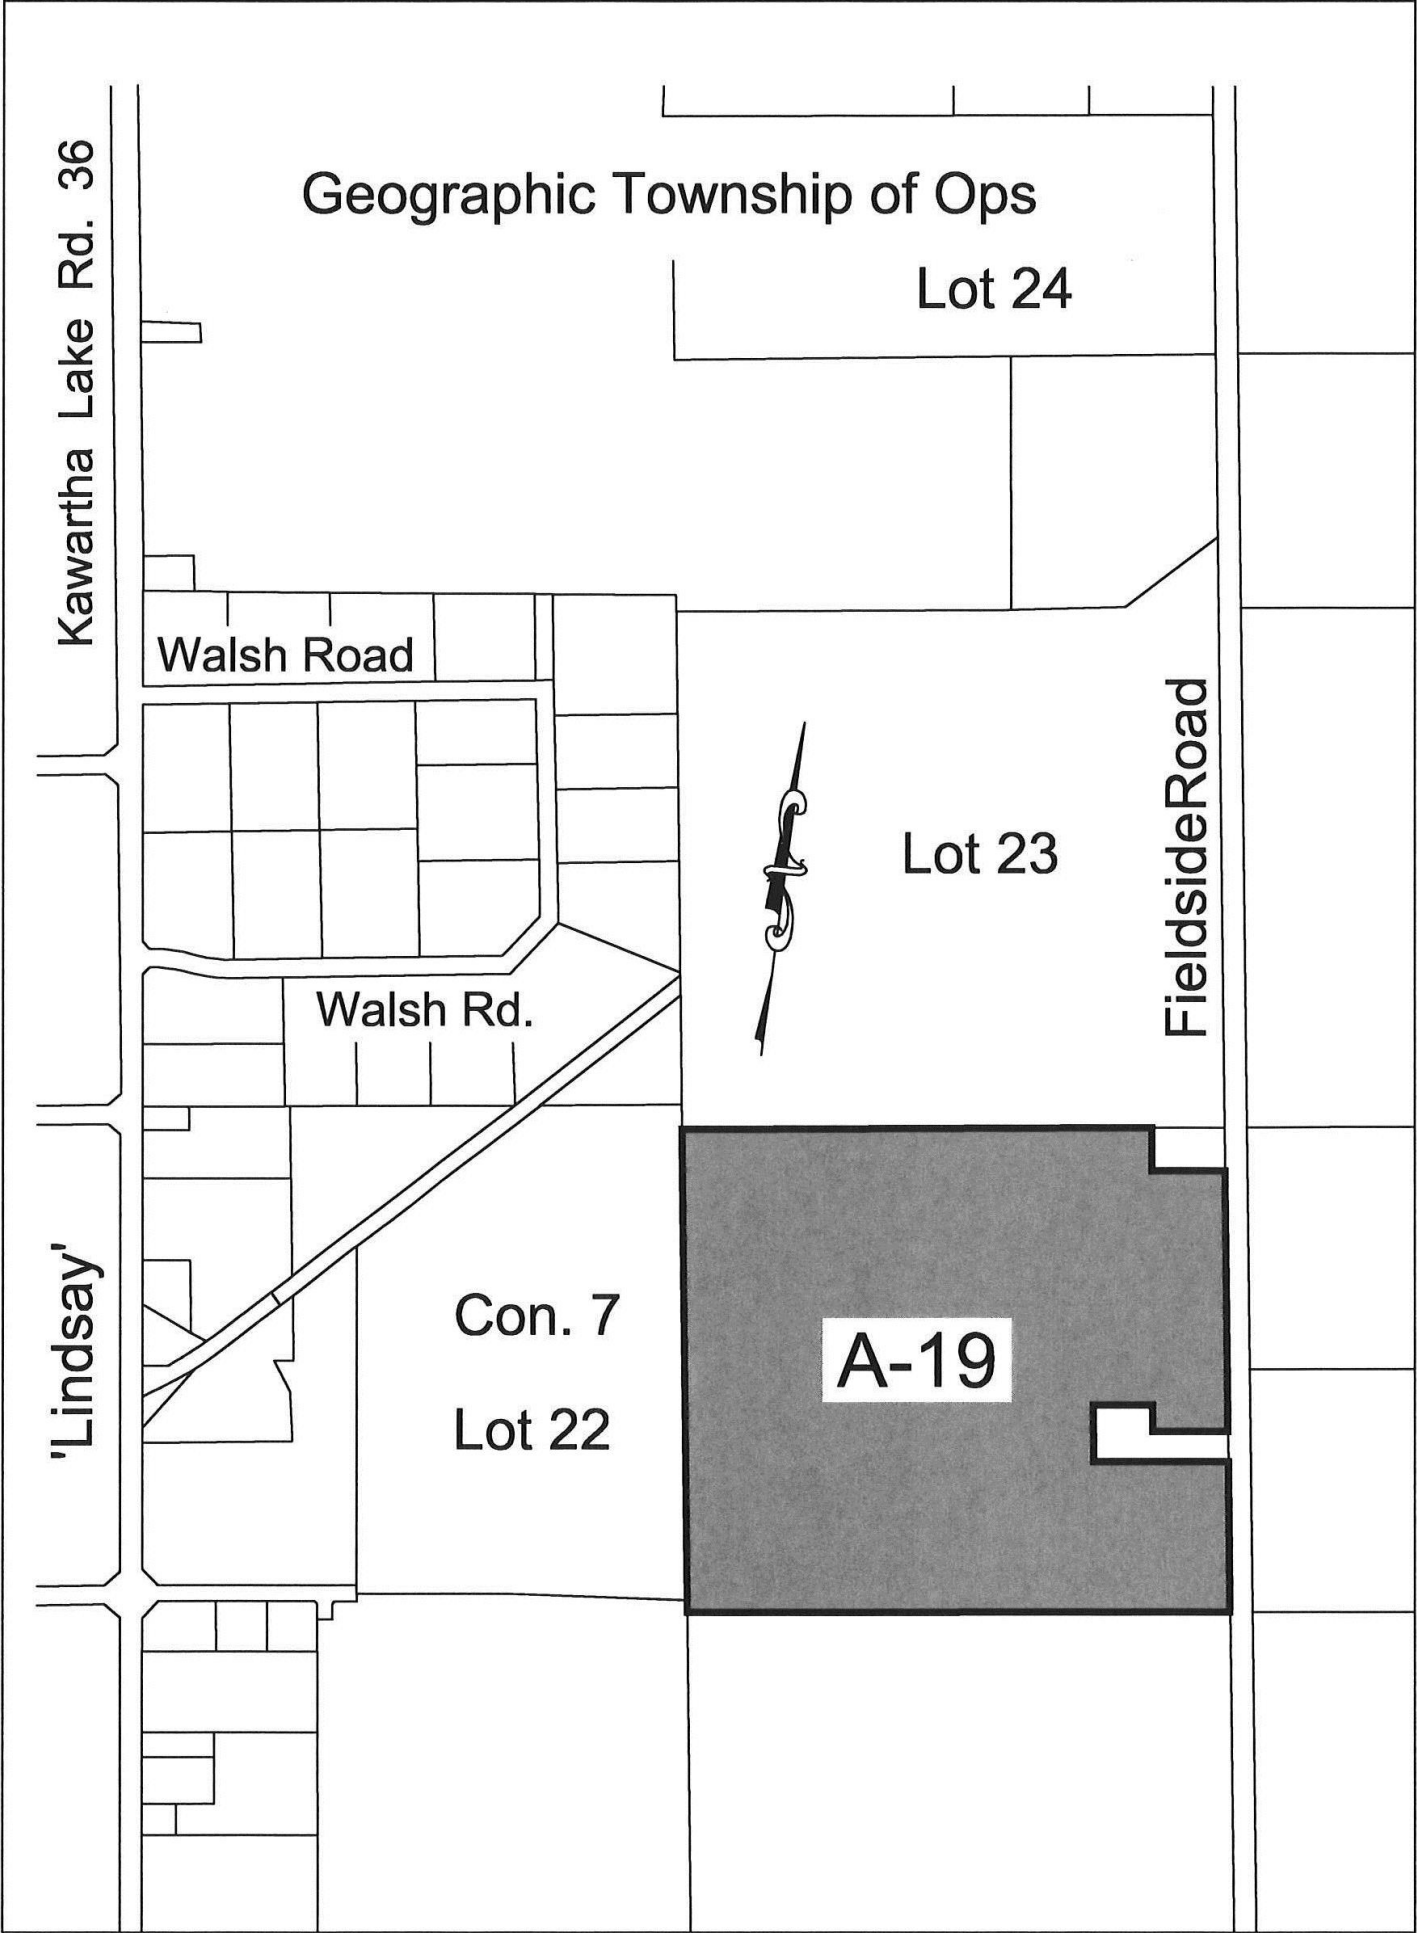 Geographic Township of Ops
Lot 24
Kawartha Lake Rd. 36
Walsh Road
Lot 23
FieldsideRoad
Walsh Rd.
'Lindsay'
Con. 7
A-19
Lot 22